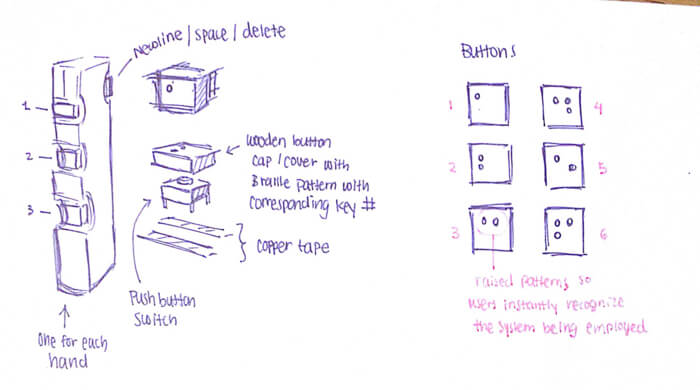 Newline / space / delete
1
2
3
One for each
hand
wooden button
cap / cover with
Braille pattern with
corresponding key #
copper tape
Pushbutton
switch
Buttons
1
4
2
5
3
6
raised patterns so
users instantly recognize
the system being employed